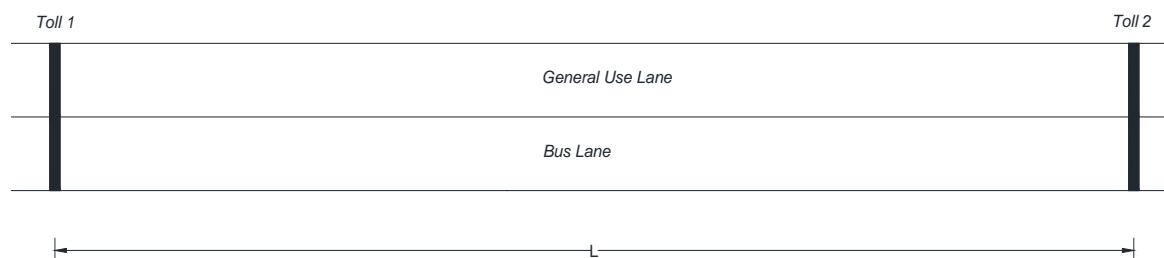 Toll 1
Toll 2
General Use Lane
Bus Lane
L